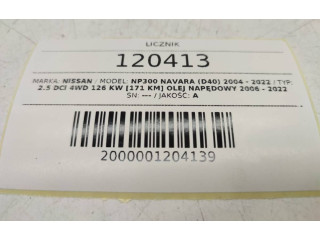 LICZNIK
120413
MARKA: NISSAN / MODEL: NP300 NAVARA (D40) 2004 - 2022 / TYP:
2.5 DCI 4WD 126 KW [171 KM] OLEJ NAPĘDOWY 2006 - 2022
SN: --- / JAKOŚĆ: A
2000001204139